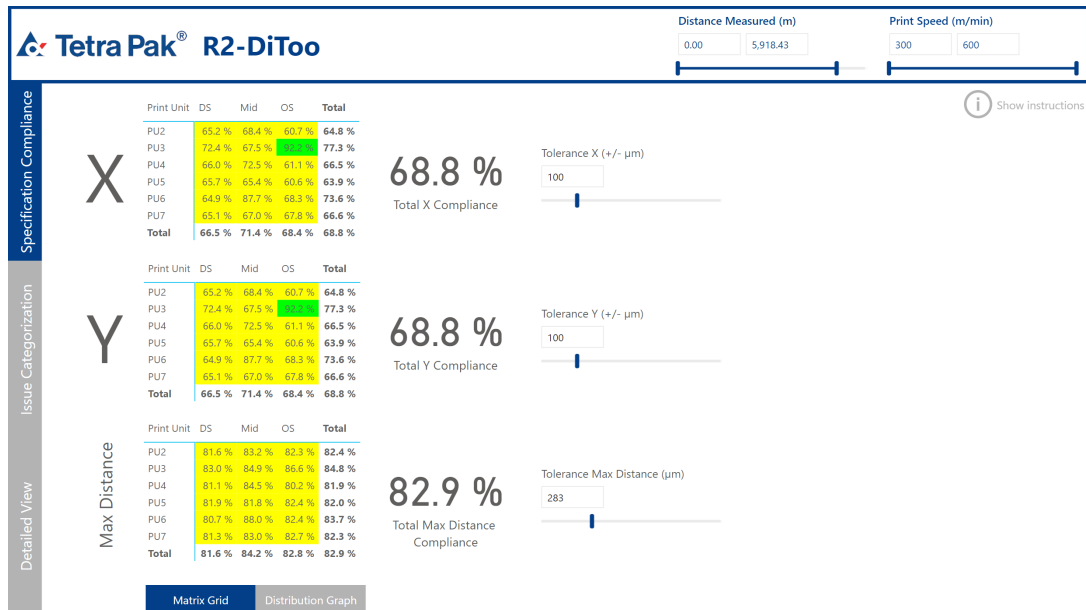 Tetra Pak® R2-DiToo
Distance Measured (m)
0.00 5,918.43
Print Speed (m/min)
300 600
Specification Compliance
Issue Categorization
Detailed View
i Show instructions
X
Print Unit DS Mid OS Total
PU2 65.2 % 68.4 % 60.7 % 64.8 %
PU3 72.4 % 67.5 % 92.2 % 77.3 %
PU4 66.0 % 72.5 % 61.1 % 66.5 %
PU5 65.7 % 65.4 % 60.6 % 63.9 %
PU6 64.9 % 87.7 % 68.3 % 73.6 %
PU7 65.1 % 67.0 % 67.8 % 66.6 %
Total 66.5 % 71.4 % 68.4 % 68.8 %
68.8 %
Total X Compliance
Tolerance X (+/- µm)
100
Y
Print Unit DS Mid OS Total
PU2 65.2 % 68.4 % 60.7 % 64.8 %
PU3 72.4 % 67.5 % 92.2 % 77.3 %
PU4 66.0 % 72.5 % 61.1 % 66.5 %
PU5 65.7 % 65.4 % 60.6 % 63.9 %
PU6 64.9 % 87.7 % 68.3 % 73.6 %
PU7 65.1 % 67.0 % 67.8 % 66.6 %
Total 66.5 % 71.4 % 68.4 % 68.8 %
68.8 %
Total Y Compliance
Tolerance Y (+/- µm)
100
Max Distance
Print Unit DS Mid OS Total
PU2 81.6 % 83.2 % 82.3 % 82.4 %
PU3 83.0 % 84.9 % 86.6 % 84.8 %
PU4 81.1 % 84.5 % 80.2 % 81.9 %
PU5 81.9 % 81.8 % 82.4 % 82.0 %
PU6 80.7 % 88.0 % 82.4 % 83.7 %
PU7 81.3 % 83.0 % 82.7 % 82.3 %
Total 81.6 % 84.2 % 82.8 % 82.9 %
82.9 %
Total Max Distance
Compliance
Tolerance Max Distance (µm)
283
Matrix Grid
Distribution Graph